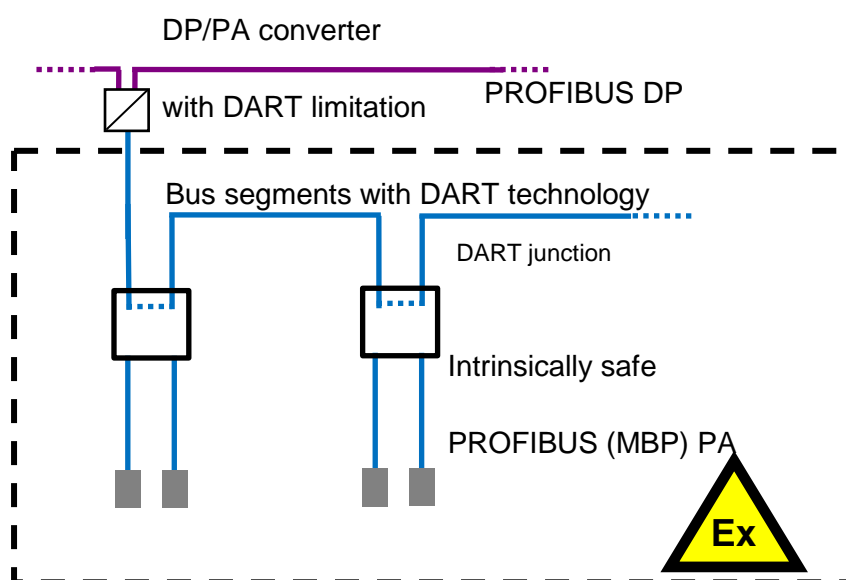 DP/PA converter
PROFIBUS DP
with DART limitation
Bus segments with DART technology
DART junction
Intrinsically safe
PROFIBUS (MBP) PA
Ex